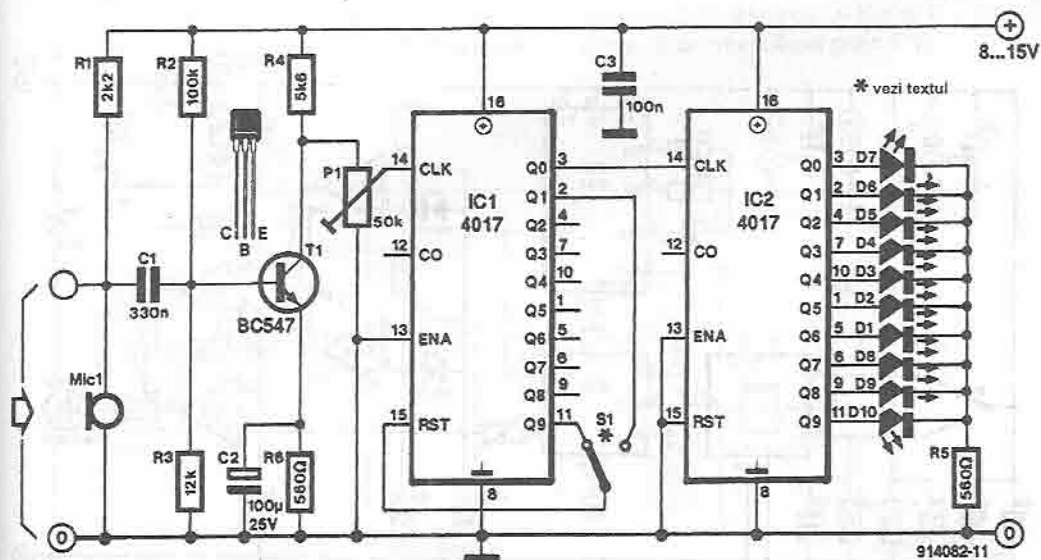 +
8...15V
R1
2k2
R2
100k
R4
5k6
C3
100n
* vezi textul
16
16
P1
50k
14
CLK
IC1
4017
12
CO
13
ENA
15
RST
8
Q0
3
Q1
2
Q2
4
Q3
7
Q4
10
Q5
1
Q6
5
Q7
6
Q8
9
Q9
11
S1
*
14
CLK
IC2
4017
12
CO
13
ENA
15
RST
8
Q0
3 D7
Q1
2 D6
Q2
4 D5
Q3
7 D4
Q4
10 D3
Q5
1 D2
Q6
5 D1
Q7
6 D8
Q8
9 D9
Q9
11 D10
C
B
E
T1
BC547
C1
330n
Mic1
R3
12k
C2
100µ
25V
R6
560Ω
R5
560Ω
0
0
914082-11